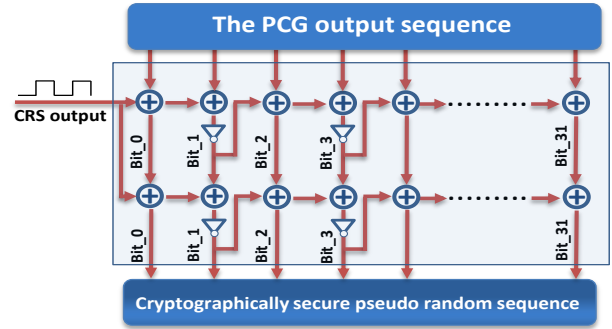 The PCG output sequence
CRS output
Bit_0
Bit_1
Bit_2
Bit_3
Bit_31
Bit_0
Bit_1
Bit_2
Bit_3
Bit_31
Cryptographically secure pseudo random sequence